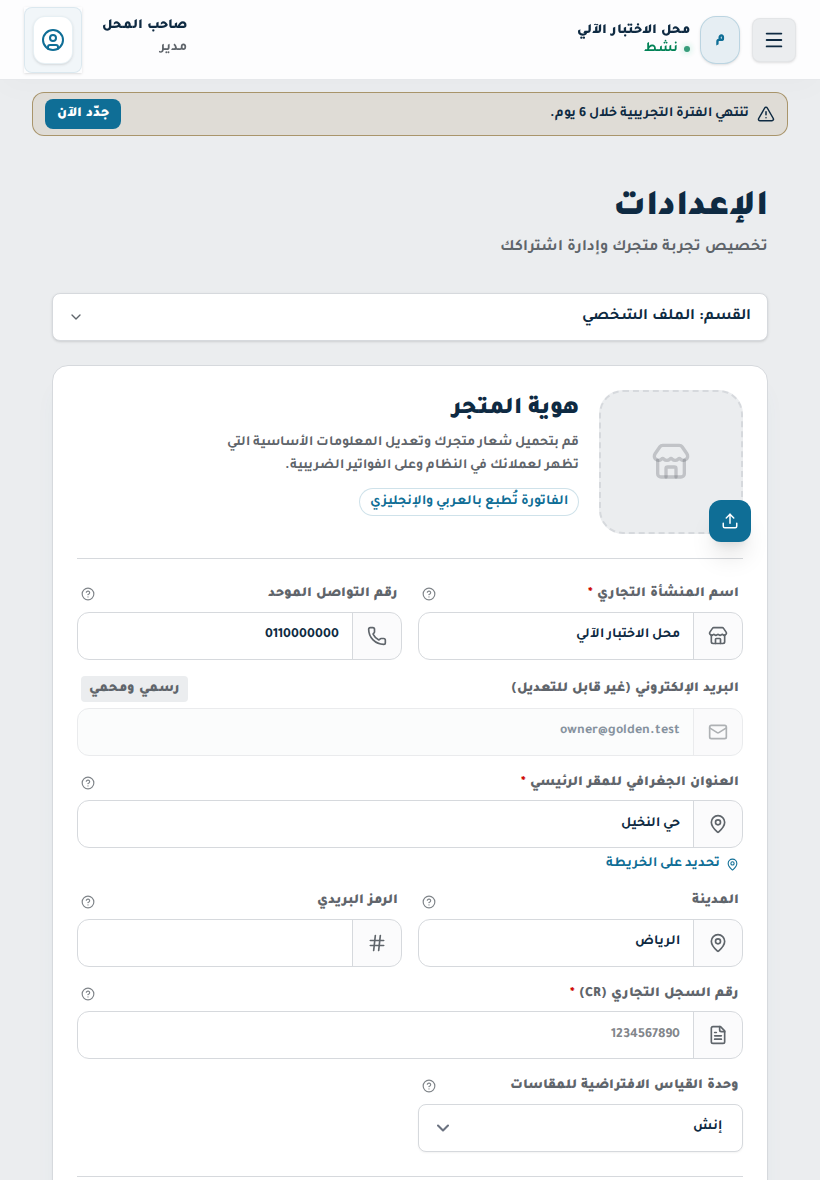 محل الاختبار الآلي
نشط
م
صاحب المحل
مدير
تنتهي الفترة التجريبية خلال 6 يوم.
جدّد الآن
الإعدادات
تخصيص تجربة متجرك وإدارة اشتراكك
القسم: الملف الشخصي
هوية المتجر
قم بتحميل شعار متجرك وتعديل المعلومات الأساسية التي
تظهر لعملائك في النظام وعلى الفواتير الضريبية.
الفاتورة تُطبع بالعربي والإنجليزي
اسم المنشأة التجاري *
محل الاختبار الآلي
رقم التواصل الموحد
0110000000
البريد الإلكتروني (غير قابل للتعديل)
رسمي ومحمي
owner@golden.test
العنوان الجغرافي للمقر الرئيسي *
حي النخيل
تحديد على الخريطة
المدينة
الرياض
الرمز البريدي
رقم السجل التجاري (CR) *
1234567890
وحدة القياس الافتراضية للمقاسات
إنش